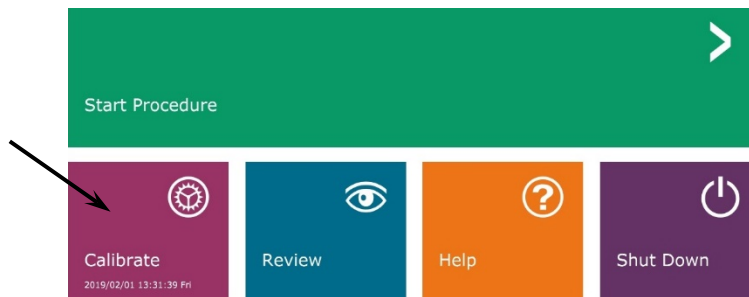 Start Procedure
Calibrate
2019/02/01 13:31:39 Fri
Review
Help
Shut Down